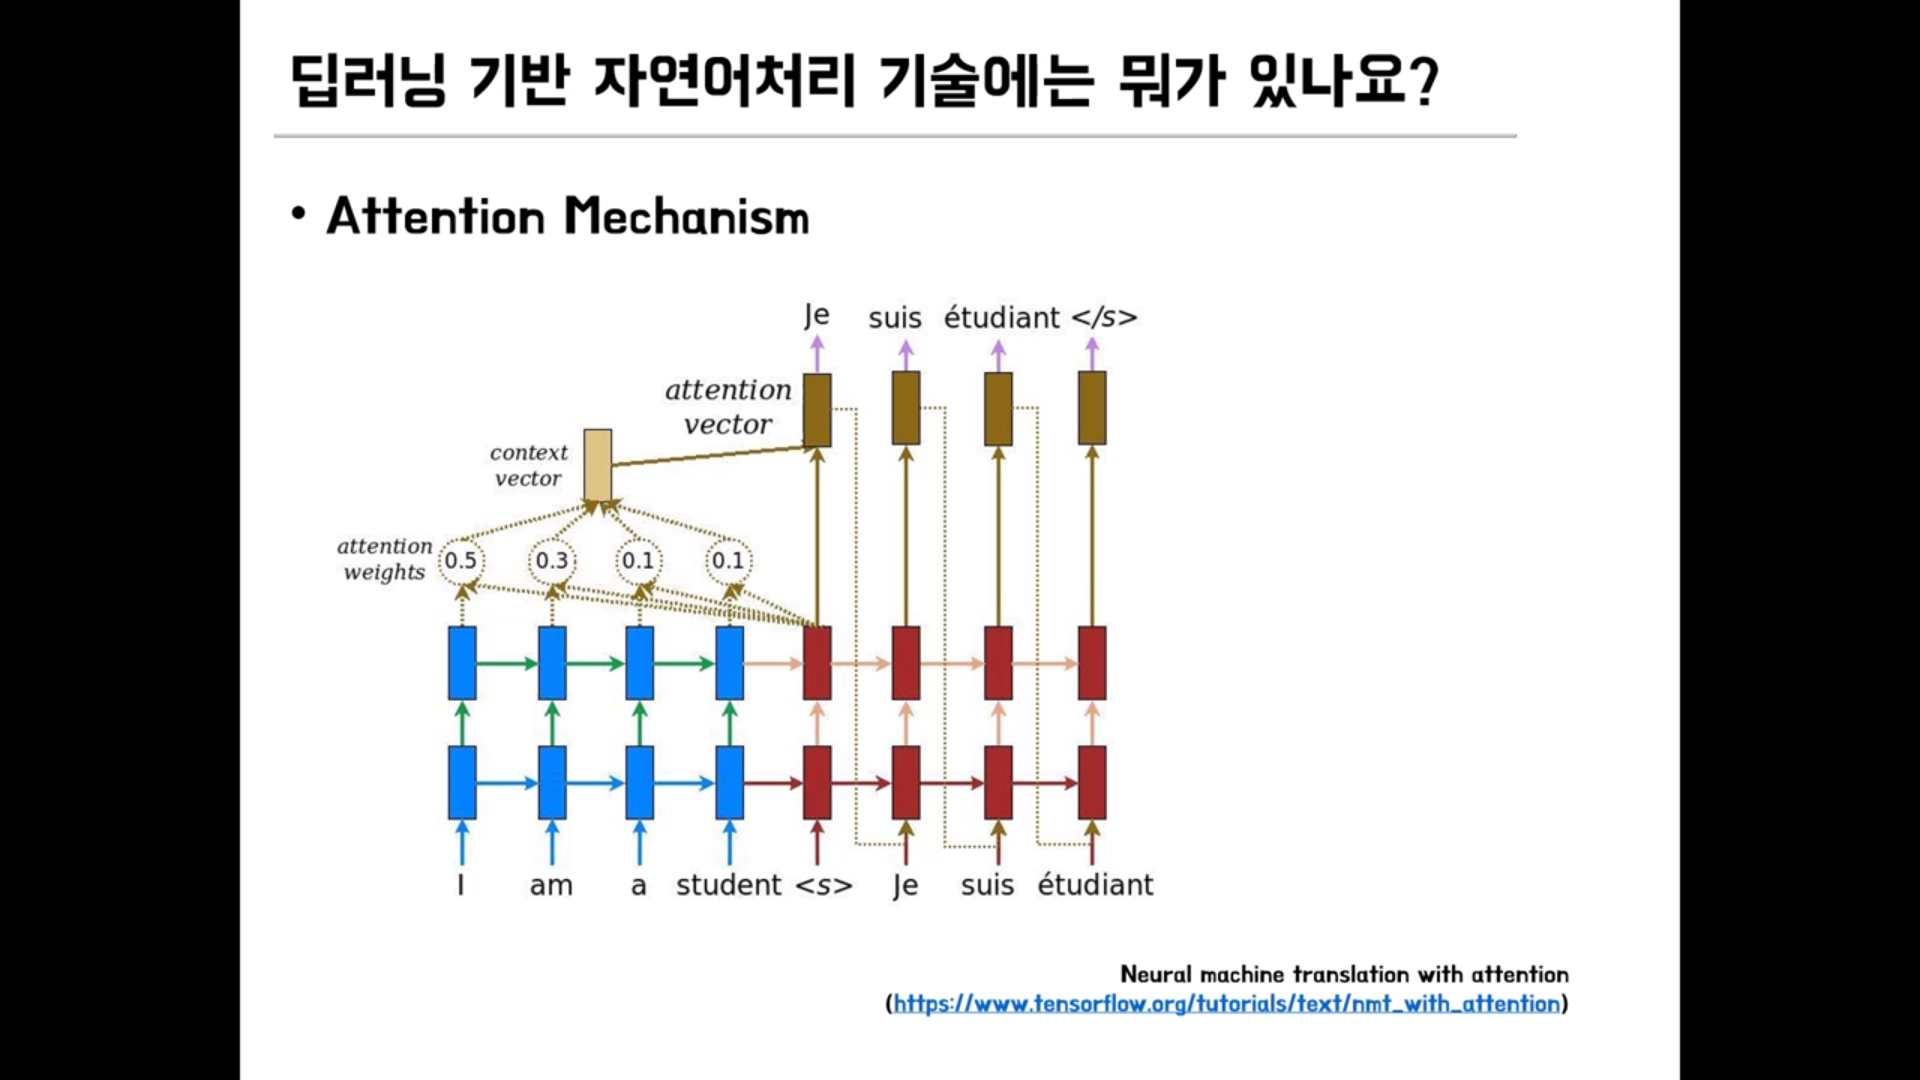 딥러닝 기반 자연어처리 기술에는 뭐가 있나요?
• Attention Mechanism
Je suis étudiant </s>
attention
vector
context
vector
attention
weights
0.5 0.3 0.1 0.1
I am a student <s> Je suis étudiant
Neural machine translation with attention
(https://www.tensorflow.org/tutorials/text/nmt_with_attention)